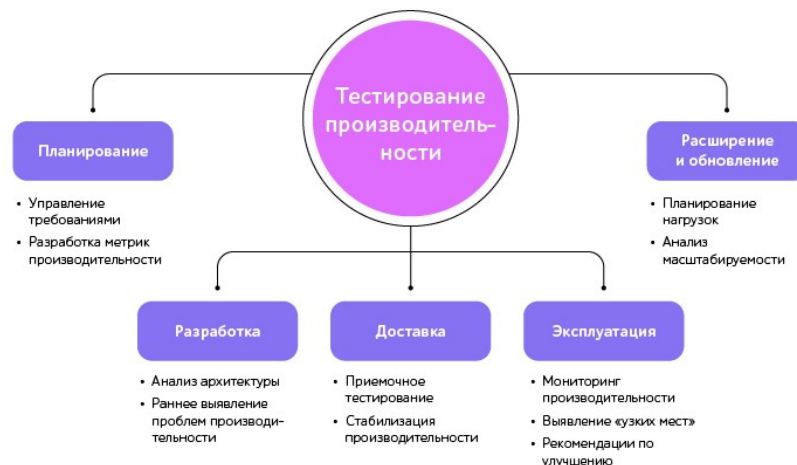 Тестирование
производитель-
ности
Планирование
• Управление
требованиями
• Разработка метрик
производительности
Расширение
и обновление
• Планирование
нагрузок
• Анализ
масштабируемости
Разработка
• Анализ архитектуры
• Раннее выявление
проблем производи-
тельности
Доставка
• Приемочное
тестирование
• Стабилизация
производительности
Эксплуатация
• Мониторинг
производительности
• Выявление «узких мест»
• Рекомендации по
улучшению